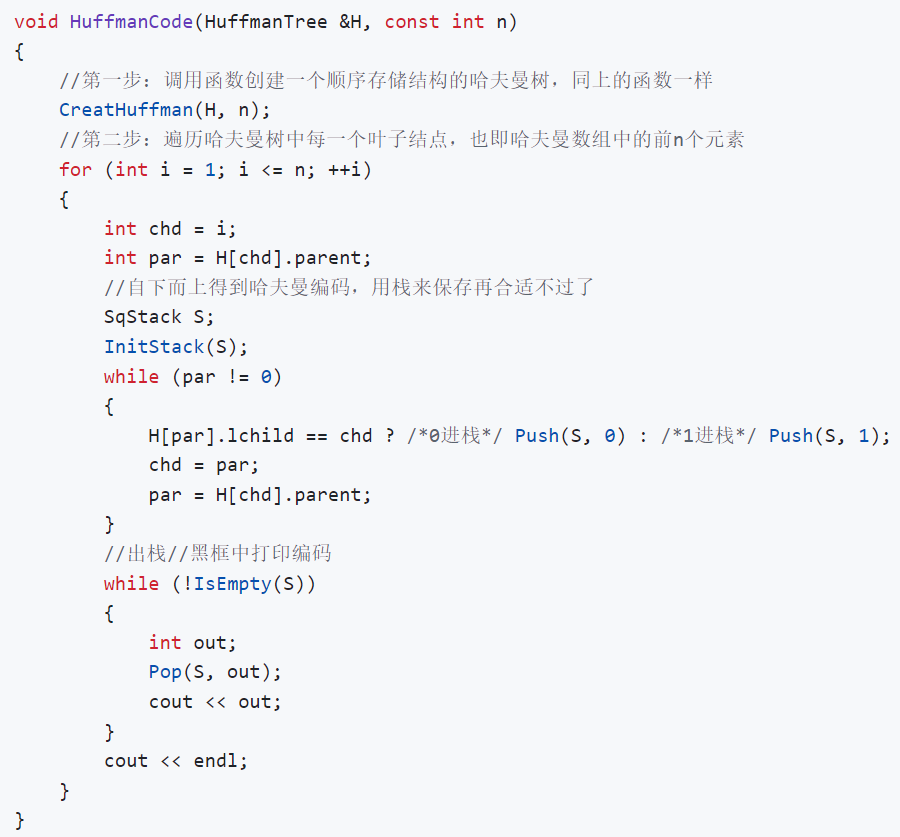 void HuffmanCode(HuffmanTree &H, const int n)
{
    //第一步：调用函数创建一个顺序存储结构的哈夫曼树，同上的函数一样
    CreatHuffman(H, n);
    //第二步：遍历哈夫曼树中每一个叶子结点，也即哈夫曼数组中的前n个元素
    for (int i = 1; i <= n; ++i)
    {
        int chd = i;
        int par = H[chd].parent;
        //自下而上得到哈夫曼编码，用栈来保存再合适不过了
        SqStack S;
        InitStack(S);
        while (par != 0)
        {
            H[par].lchild == chd ? /*0进栈*/ Push(S, 0) : /*1进栈*/ Push(S, 1);
            chd = par;
            par = H[chd].parent;
        }
        //出栈//黑框中打印编码
        while (!IsEmpty(S))
        {
            int out;
            Pop(S, out);
            cout << out;
        }
        cout << endl;
    }
}